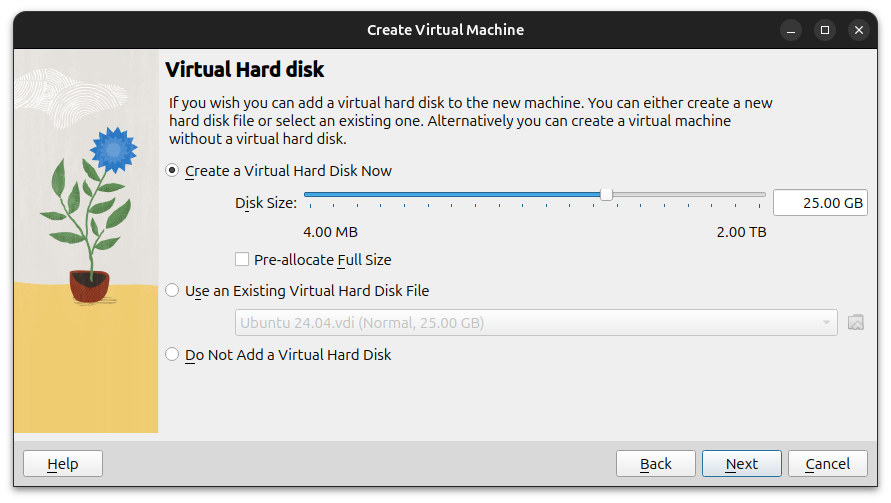 Create Virtual Machine
Virtual Hard disk
If you wish you can add a virtual hard disk to the new machine. You can either create a new
hard disk file or select an existing one. Alternatively you can create a virtual machine
without a virtual hard disk.
Create a Virtual Hard Disk Now
Disk Size:
25.00 GB
4.00 MB
2.00 TB
Pre-allocate Full Size
Use an Existing Virtual Hard Disk File
Ubuntu 24.04.vdi (Normal, 25.00 GB)
Do Not Add a Virtual Hard Disk
Help
Back
Next
Cancel